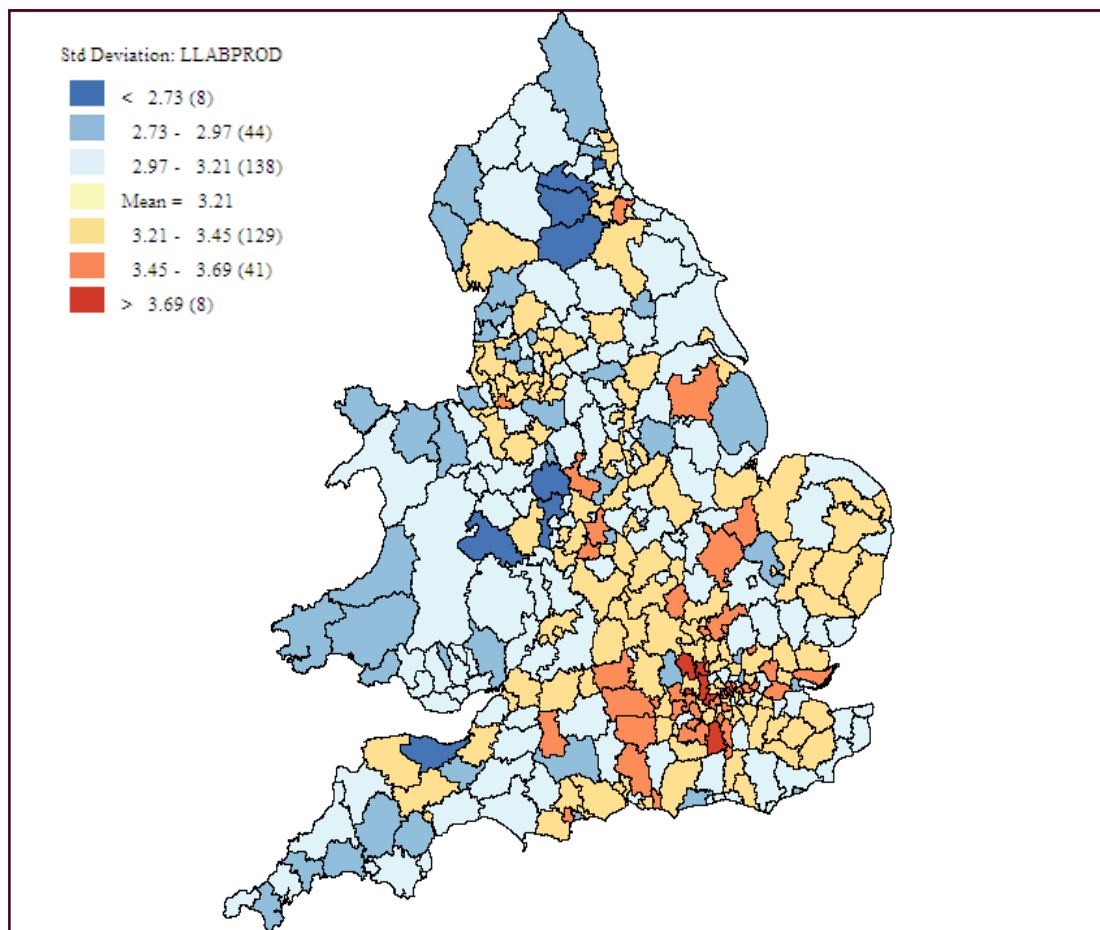 Std Deviation: LLABPROD
< 2.73 (8)
2.73 - 2.97 (44)
2.97 - 3.21 (138)
Mean = 3.21
3.21 - 3.45 (129)
3.45 - 3.69 (41)
> 3.69 (8)